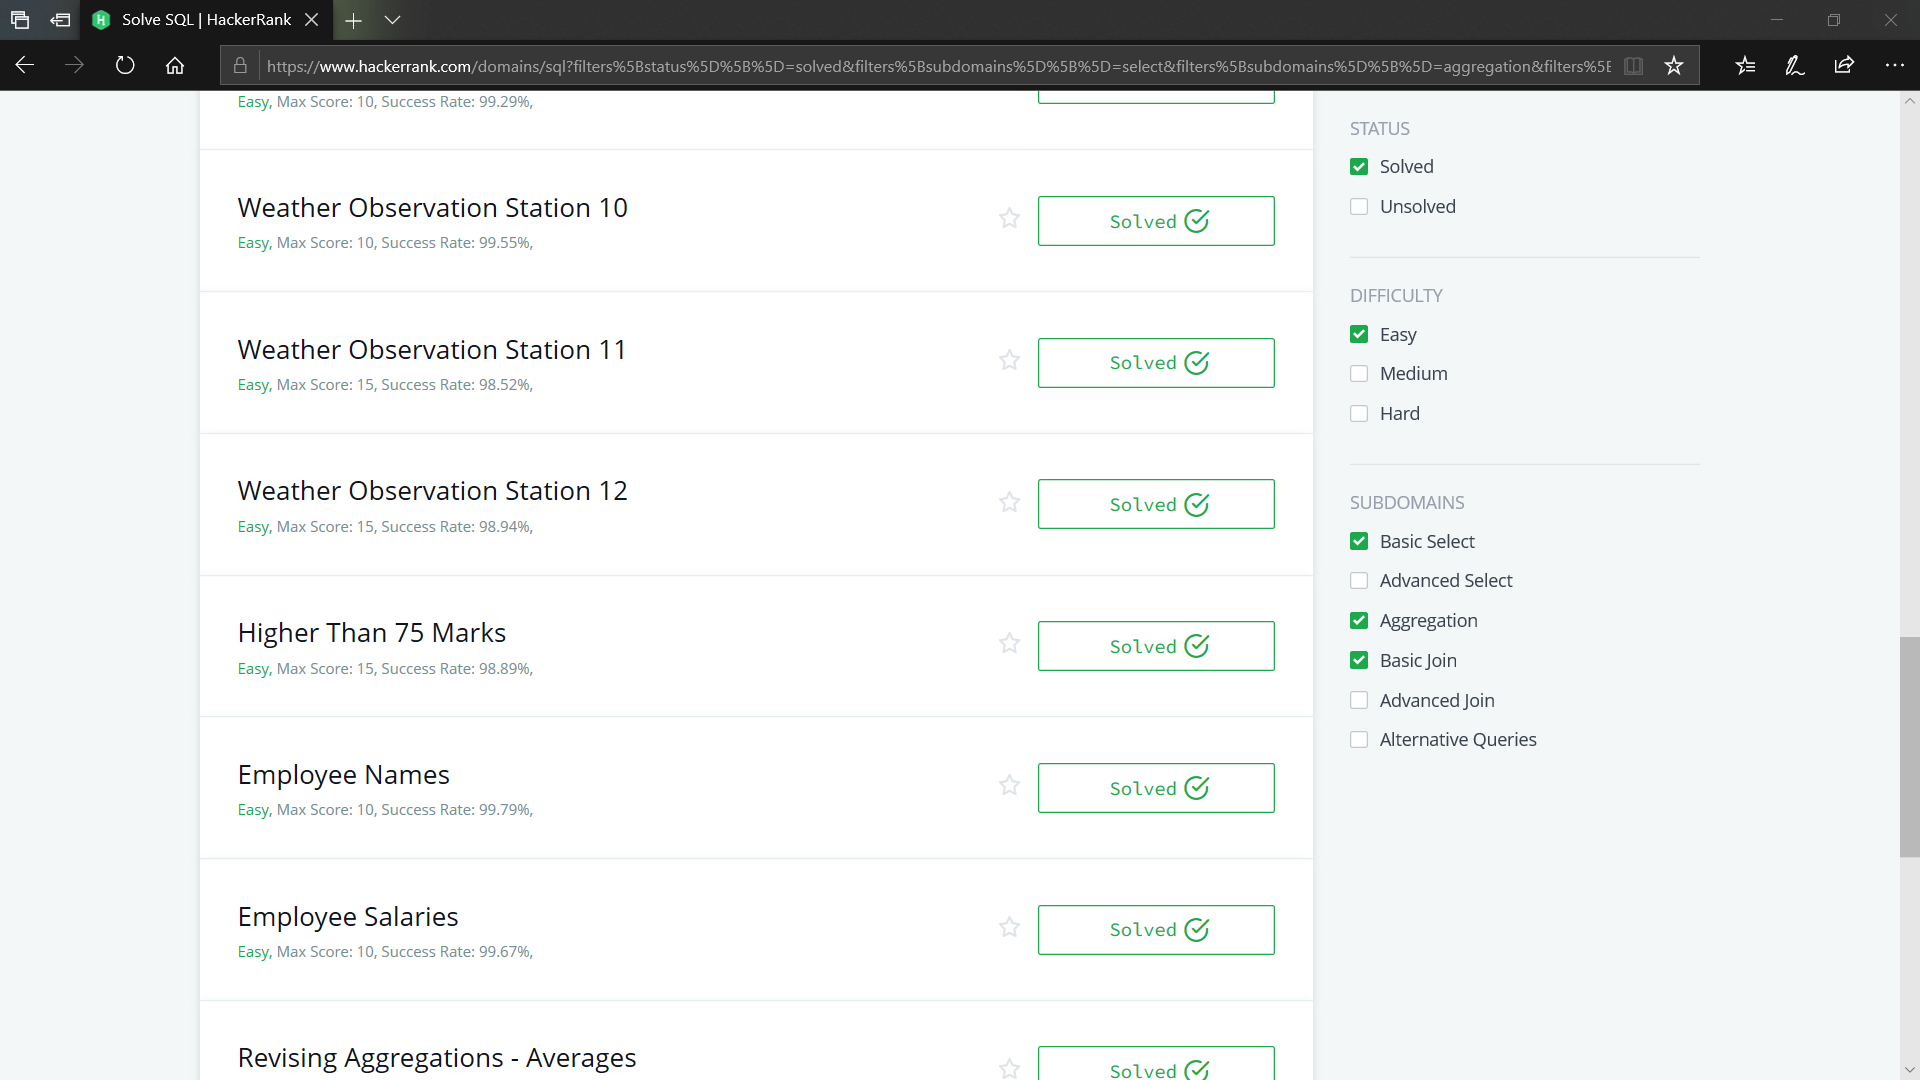 Solve SQL | HackerRank
https://www.hackerrank.com/domains/sql?filters%5Bstatus%5D%5B%5D=solved&filters%5Bsubdomains%5D%5B%5D=select&filters%5Bsubdomains%5D%5B%5D=aggregation&filters%5E
Easy, Max Score: 10, Success Rate: 99.29%,
Weather Observation Station 10
Easy, Max Score: 10, Success Rate: 99.55%,
Solved
Weather Observation Station 11
Easy, Max Score: 15, Success Rate: 98.52%,
Solved
Weather Observation Station 12
Easy, Max Score: 15, Success Rate: 98.94%,
Solved
Higher Than 75 Marks
Easy, Max Score: 15, Success Rate: 98.89%,
Solved
Employee Names
Easy, Max Score: 10, Success Rate: 99.79%,
Solved
Employee Salaries
Easy, Max Score: 10, Success Rate: 99.67%,
Solved
Revising Aggregations - Averages
Solved
STATUS
Solved
Unsolved
DIFFICULTY
Easy
Medium
Hard
SUBDOMAINS
Basic Select
Advanced Select
Aggregation
Basic Join
Advanced Join
Alternative Queries